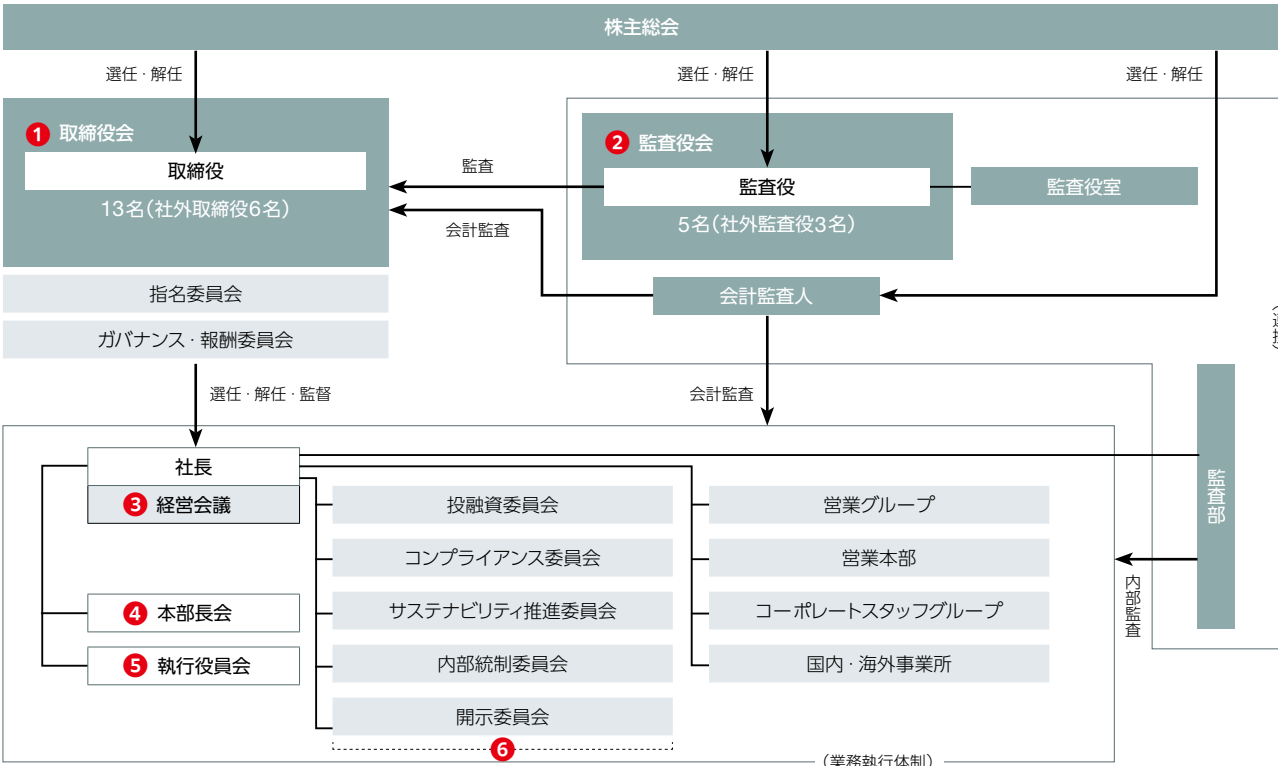 株主総会
選任・解任
選任・解任
選任・解任
1 取締役会
取締役
13名(社外取締役6名)
2 監査役会
監査役
5名(社外監査役3名)
監査役室
監査
会計監査
会計監査人
指名委員会
ガバナンス・報酬委員会
選任・解任・監督
会計監査
社長
3 経営会議
4 本部長会
5 執行役員会
投融資委員会
コンプライアンス委員会
サステナビリティ推進委員会
内部統制委員会
開示委員会
6
営業グループ
営業本部
コーポレートスタッフグループ
国内・海外事業所
監査部
内部監査
(業務執行体制)